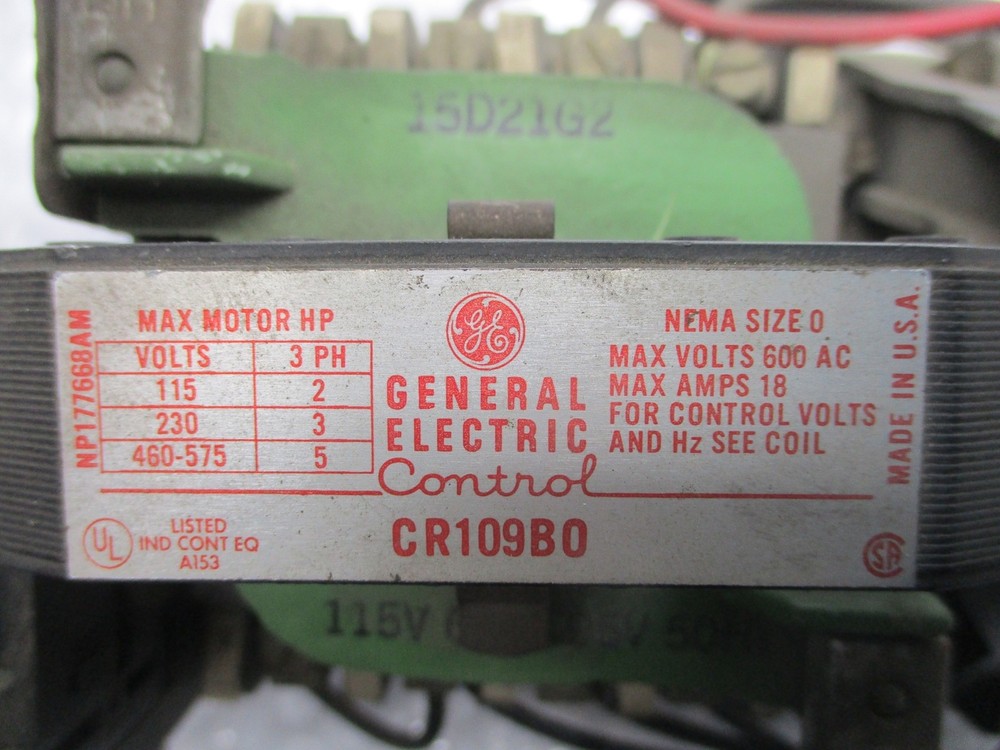 15D21G2
NP177668AM
MAX MOTOR HP
VOLTS 3 PH
115 2
230 3
460-575 5
GE
GENERAL
ELECTRIC
Control
CR109B0
NEMA SIZE 0
MAX VOLTS 600 AC
MAX AMPS 18
FOR CONTROL VOLTS
AND Hz SEE COIL
MADE IN U.S.A.
UL
LISTED
IND CONT EQ
A153
SA
115V